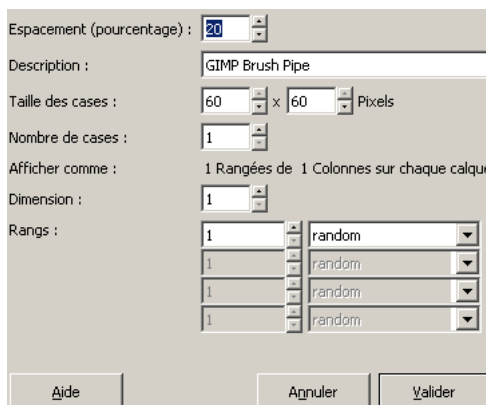 Espacement (pourcentage) : 20
Description : GIMP Brush Pipe
Taille des cases : 60 x 60 Pixels
Nombre de cases : 1
Afficher comme : 1 Rangées de 1 Colonnes sur chaque calque
Dimension : 1
Rangs : 1 random
1 random
1 random
1 random
Aide Annuler Valider